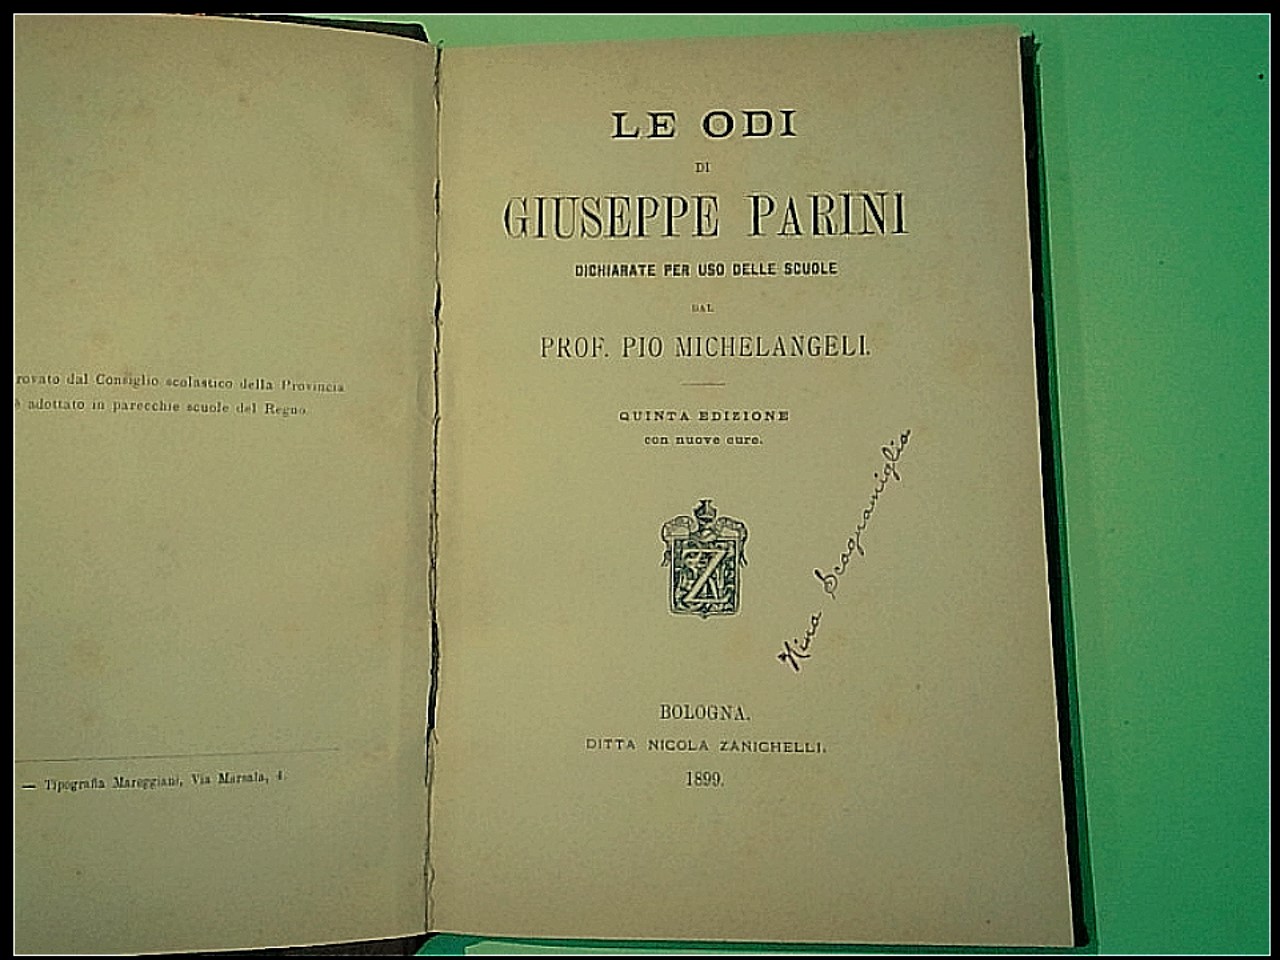 rovato dal Consiglio scolastico della Provincia
è adottato in parecchie scuole del Regno.
— Tipografia Mareggiani, Via Marsala, 4.
LE ODI
DI
GIUSEPPE PARINI
DICHIARATE PER USO DELLE SCUOLE
DAL
PROF. PIO MICHELANGELI.
QUINTA EDIZIONE
con nuove cure.
Z
Nina Scognamiglio
BOLOGNA.
DITTA NICOLA ZANICHELLI.
1899.